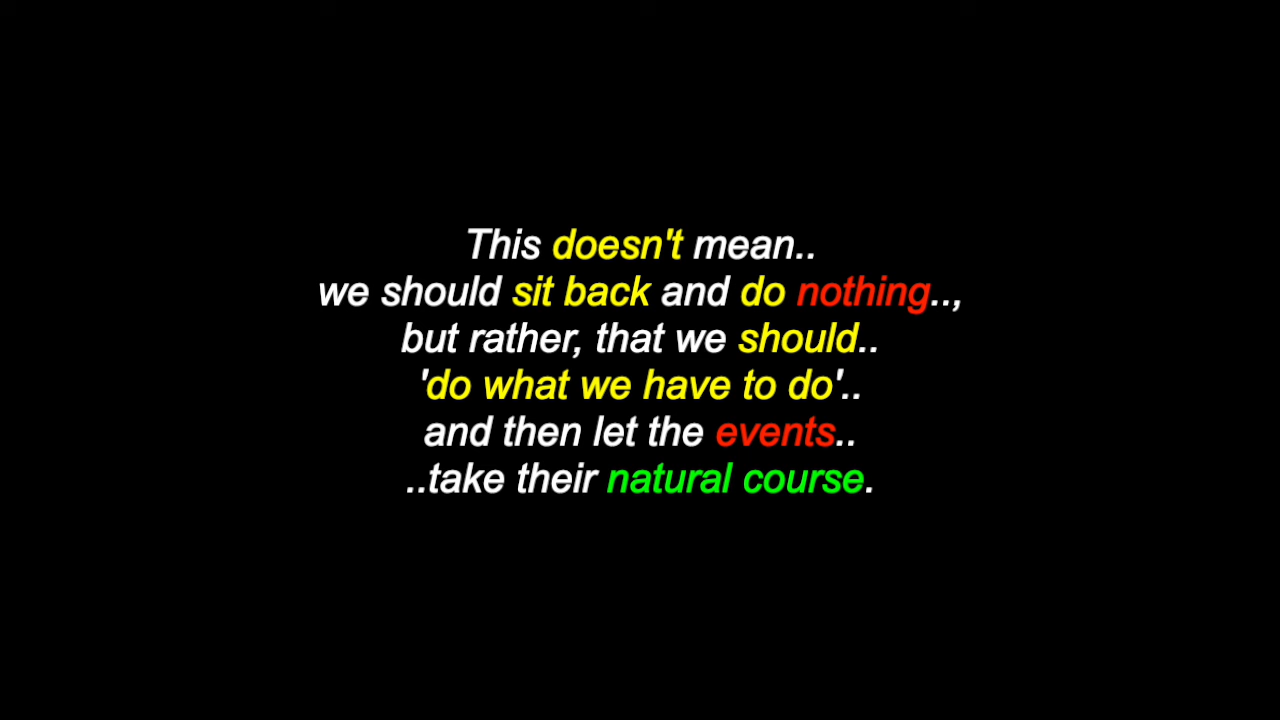 This doesn't mean..
we should sit back and do nothing..,
but rather, that we should..
'do what we have to do'..
and then let the events..
..take their natural course.